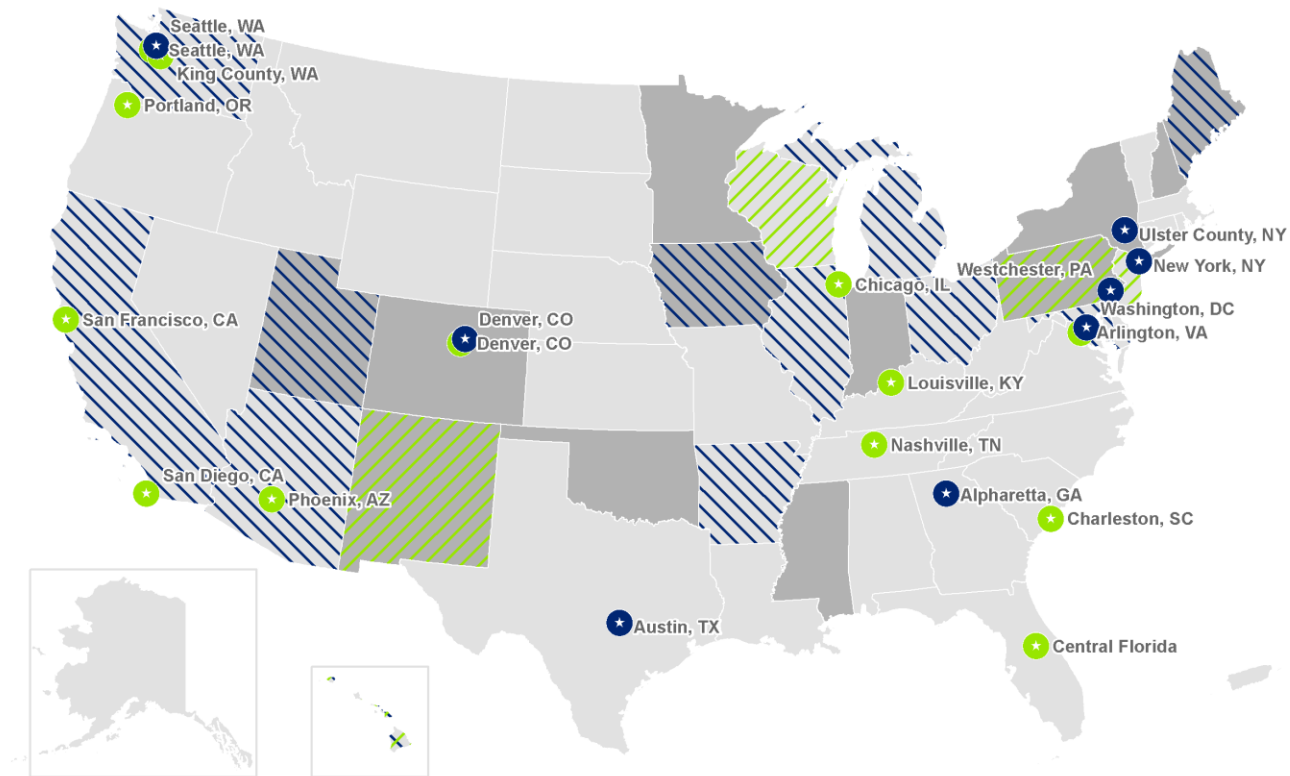 Seattle, WA
Seattle, WA
King County, WA
Portland, OR
Ulster County, NY
Westchester, PA
New York, NY
Chicago, IL
Washington, DC
San Francisco, CA
Denver, CO
Arlington, VA
Denver, CO
Louisville, KY
Nashville, TN
San Diego, CA
Phoenix, AZ
Alpharetta, GA
Charleston, SC
Austin, TX
Central Florida